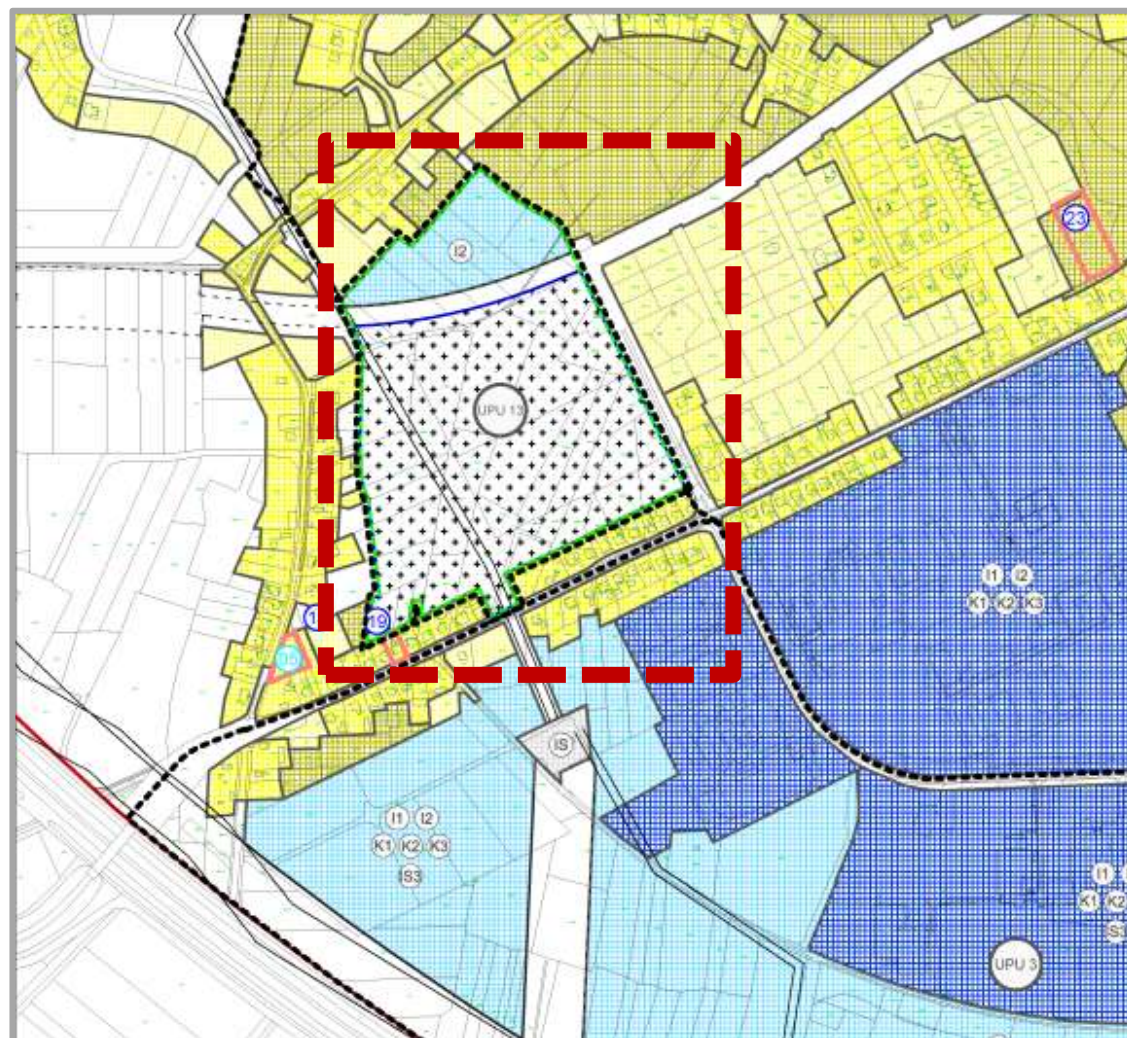 23
I2
UPU 13
I1 I2
K1 K2 K3
19
IS
I1 I2
K1 K2 K3
S3
I1
K1 K2
S3
UPU 3